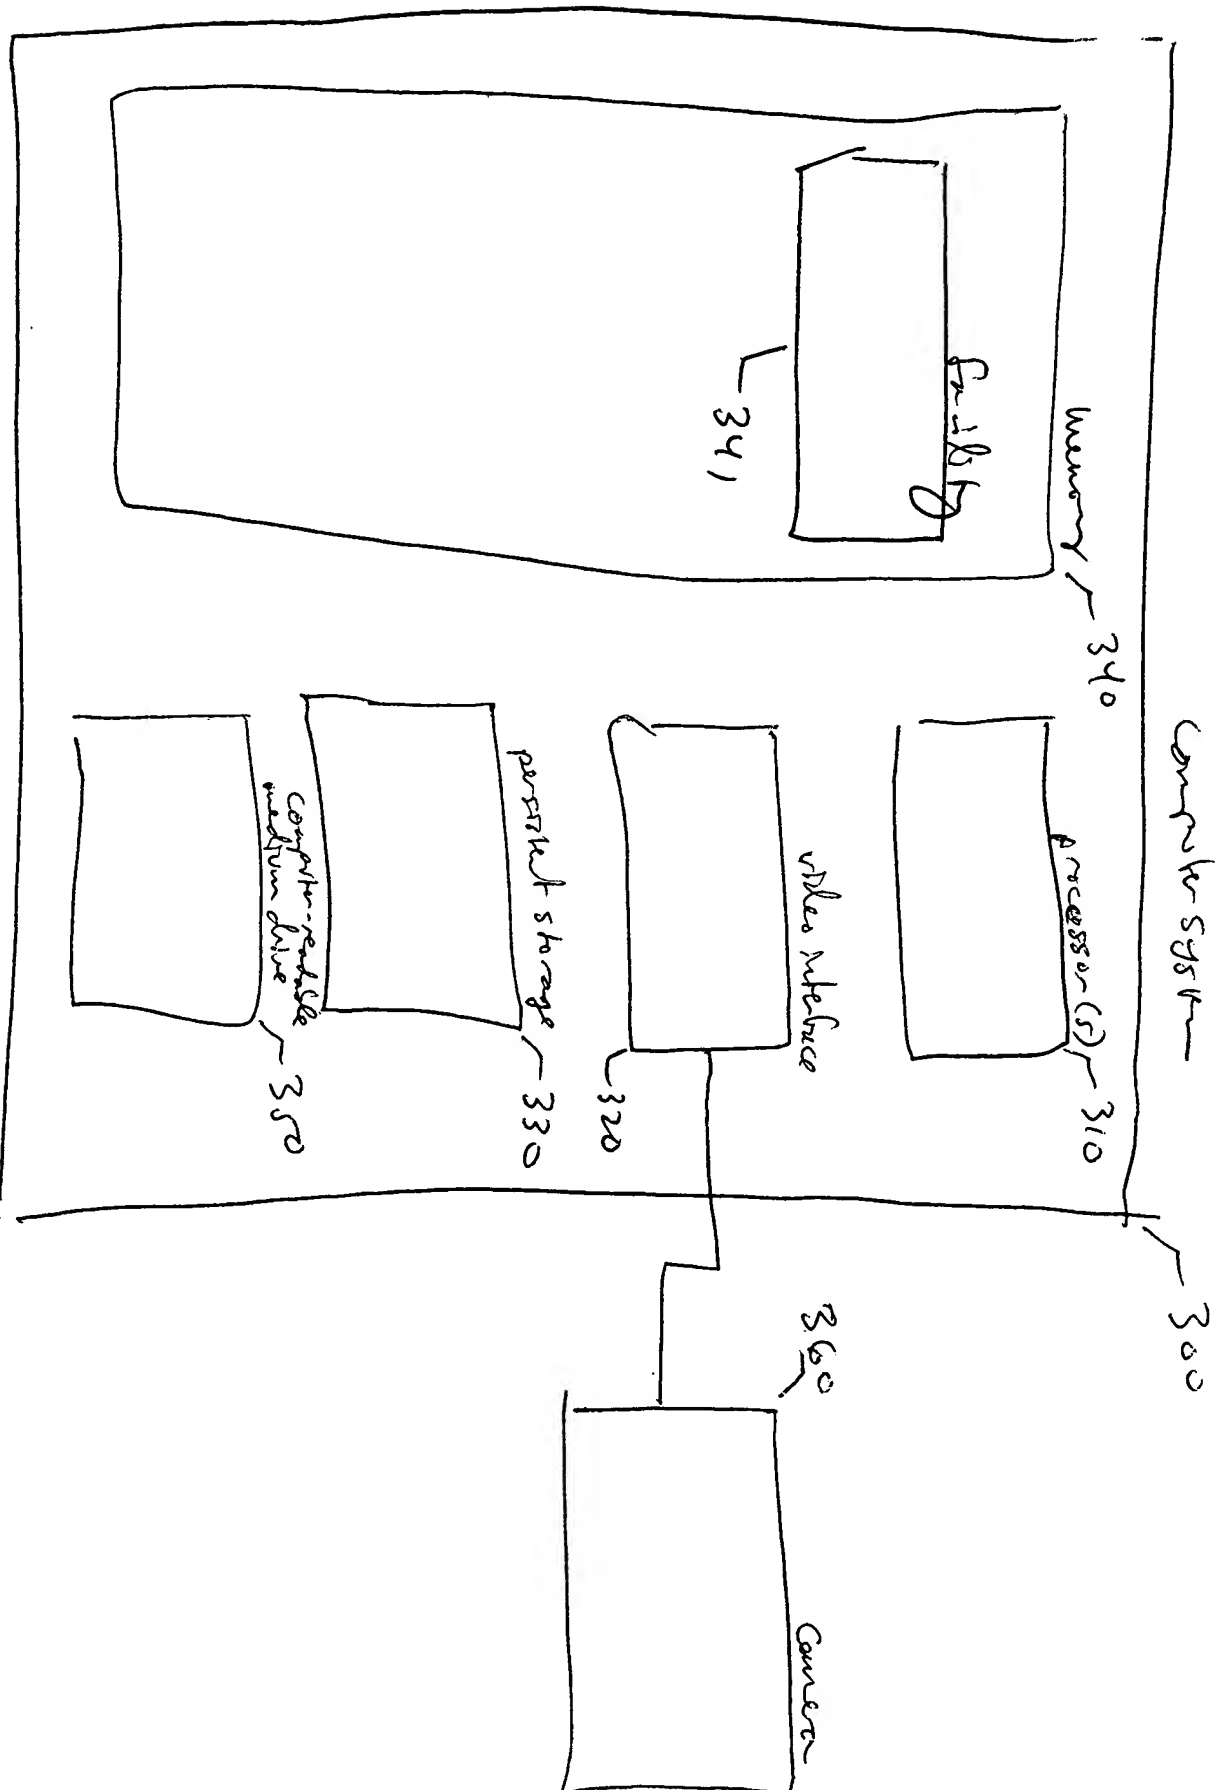 computer system
300
memory
340
facility
341
processor(s)
310
video interface
320
persistent storage
330
computer-readable
medium drive
350
camera
360